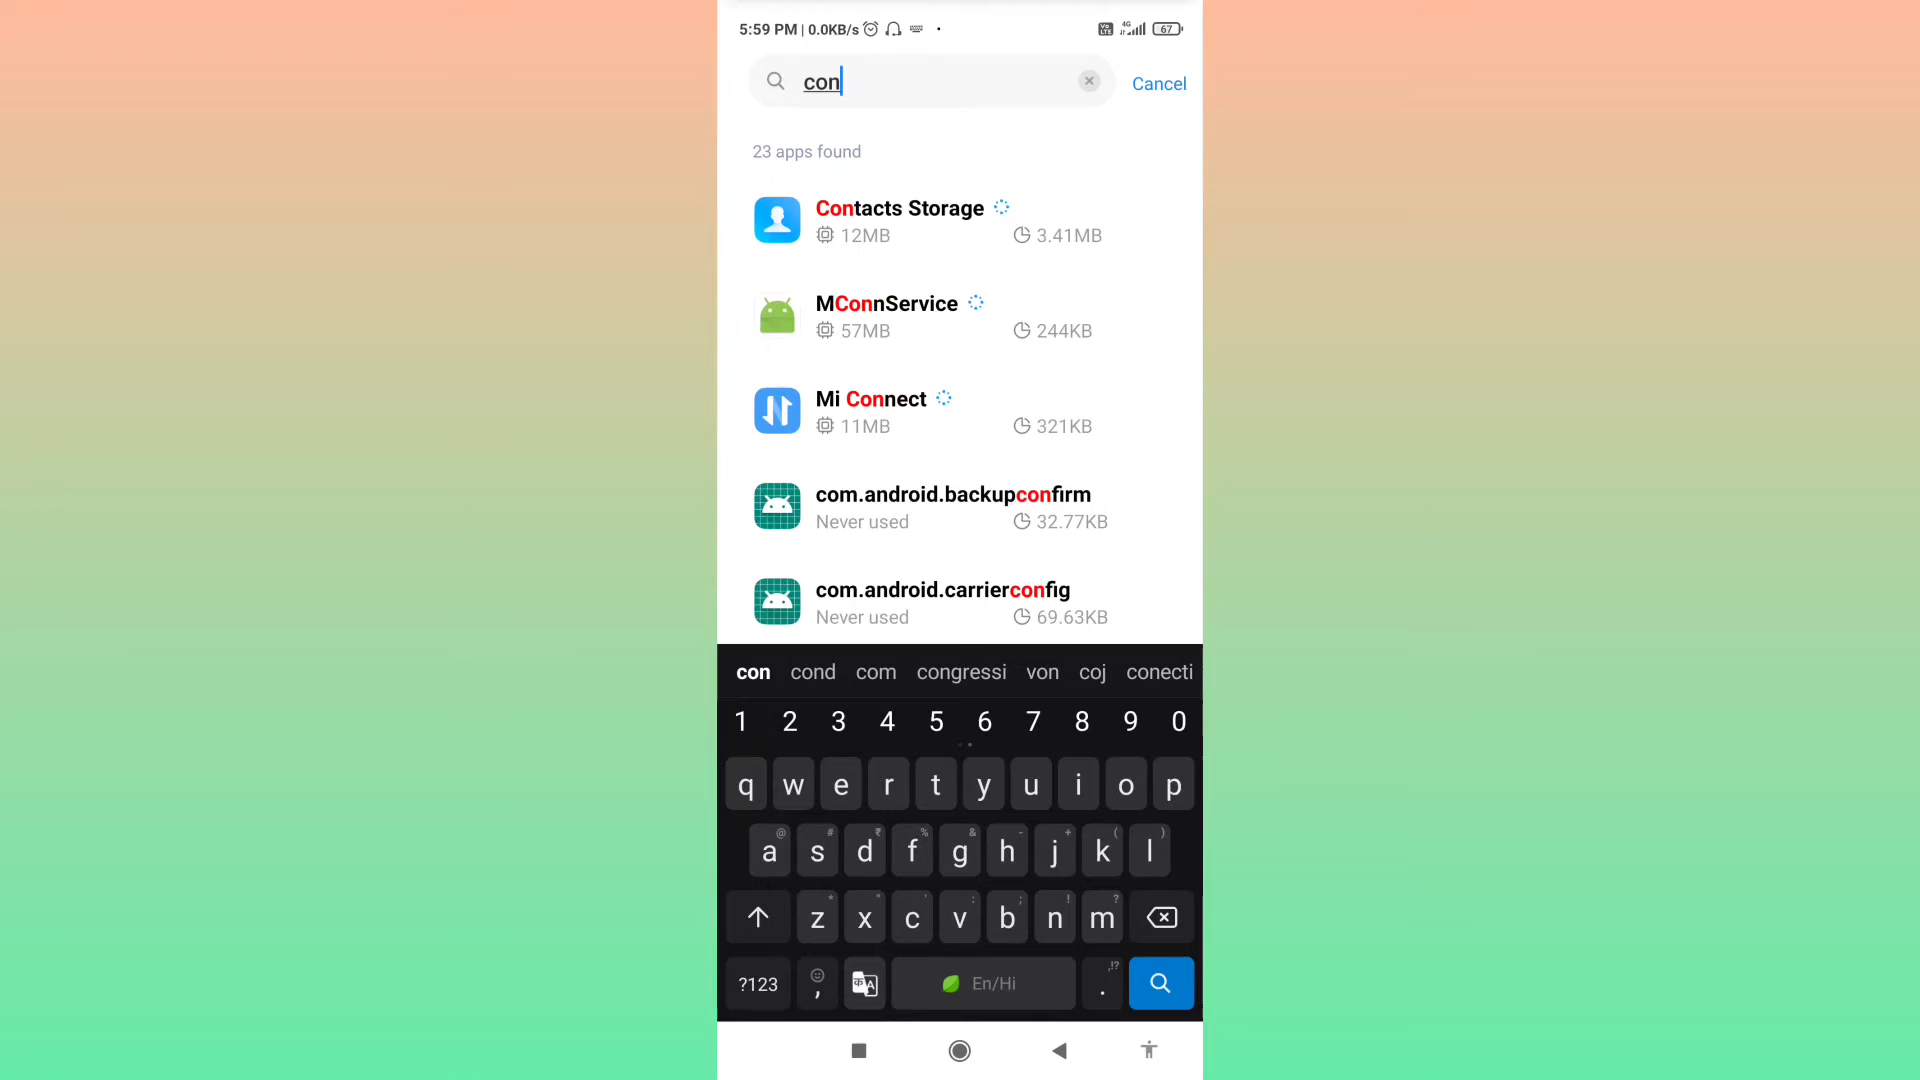 5:59 PM | 0.0KB/s
Vo LTE 4G 67
con
Cancel
23 apps found
Contacts Storage
12MB 3.41MB
MConnService
57MB 244KB
Mi Connect
11MB 321KB
com.android.backupconfirm
Never used 32.77KB
com.android.carrierconfig
Never used 69.63KB
con cond com congressi von coj conecti
1 2 3 4 5 6 7 8 9 0
q w e r t y u i o p
@ # ₹ % & - + ( )
a s d f g h j k l
* " ' : ; ! ?
z x c v b n m
?123 , क A En/Hi ,!? .